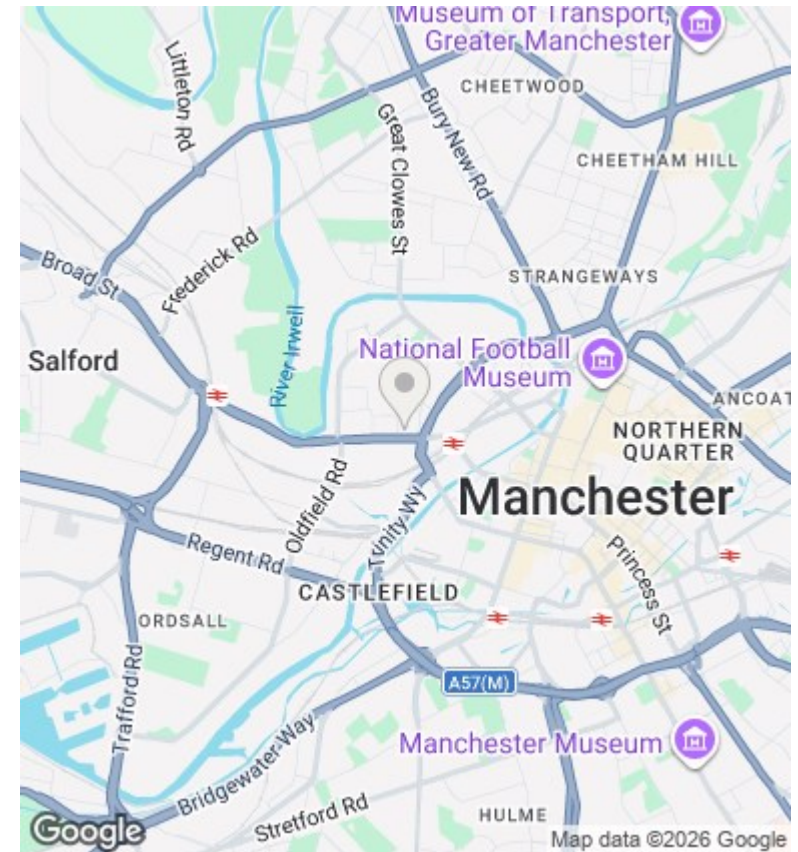 Museum of Transport,
Greater Manchester
Littleton Rd
CHEETWOOD
Great Clowes St
Bury New Rd
CHEETHAM HILL
Frederick Rd
Broad St
STRANGEWAYS
River Irwell
Salford
National Football
Museum
ANCOAT
NORTHERN
QUARTER
Oldfield Rd
Manchester
Trinity Wy
Regent Rd
Princess St
CASTLEFIELD
ORDSALL
Trafford Rd
A57(M)
Bridgewater Way
Manchester Museum
Stretford Rd
HULME
Google
Map data ©2026 Google